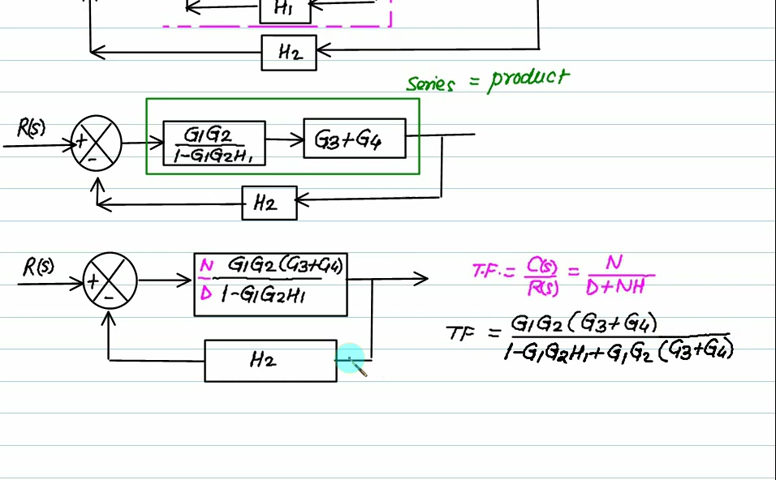 H1
H2
Series = product
R(s)
+
-
G1G2
1-G1G2H1
G3+G4
H2
R(s)
+
-
N G1G2(G3+G4)
D 1-G1G2H1
H2
T.F. = C(s)/R(s) = N/D+NH
TF = G1G2(G3+G4)
1-G1G2H1+G1G2(G3+G4)